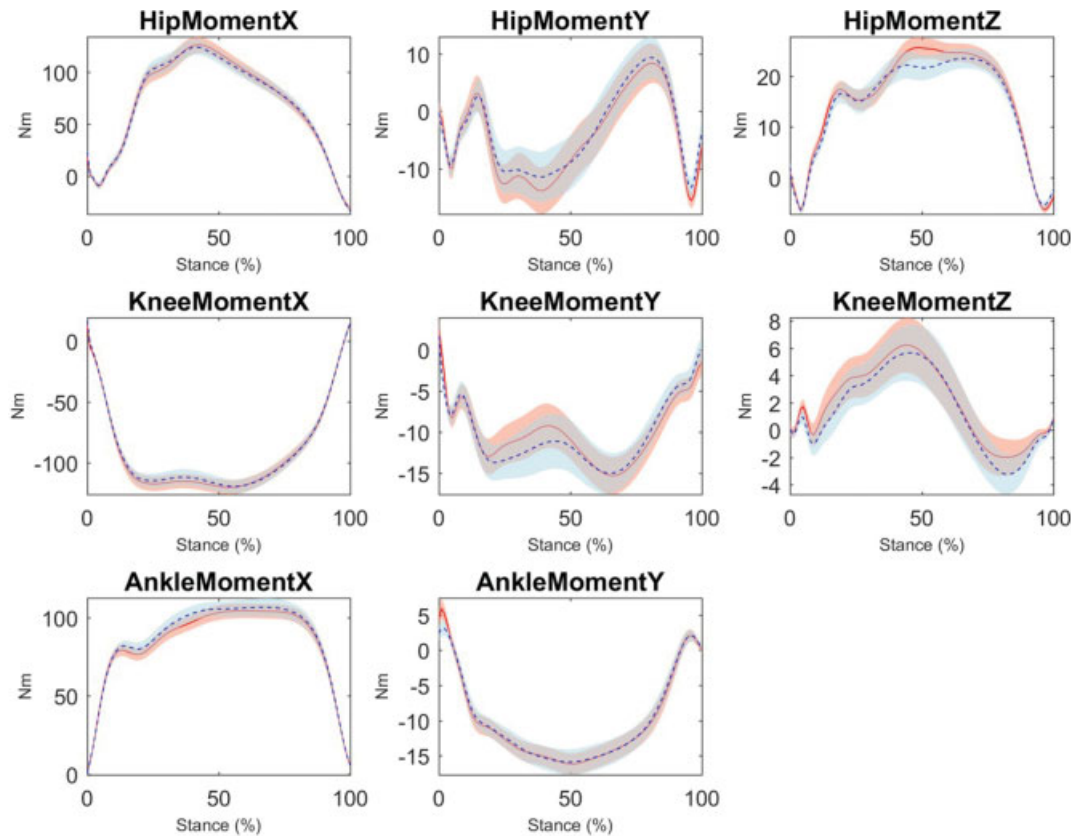 HipMomentX
HipMomentY
HipMomentZ
100
50
0
Nm
0
50
100
Stance (%)
10
0
-10
Nm
0
50
100
Stance (%)
20
0
Nm
0
50
100
Stance (%)
KneeMomentX
KneeMomentY
KneeMomentZ
0
-50
-100
Nm
0
50
100
Stance (%)
0
-5
-10
-15
Nm
0
50
100
Stance (%)
8
6
4
2
0
-2
-4
Nm
0
50
100
Stance (%)
AnkleMomentX
AnkleMomentY
100
50
0
Nm
0
50
100
Stance (%)
5
0
-5
-10
-15
Nm
0
50
100
Stance (%)